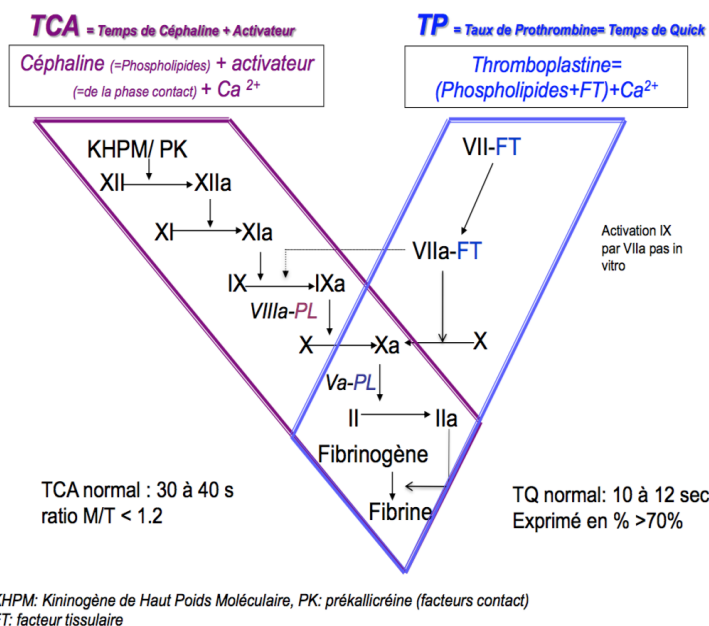 TCA = Temps de Céphaline + Activateur
Céphaline (=Phospholipides) + activateur
(=de la phase contact) + Ca 2+
TP = Taux de Prothrombine= Temps de Quick
Thromboplastine=
(Phospholipides+FT)+Ca2+
KHPM/ PK
XII XIIa
XI XIa
IX IXa
VIIIa-PL
X Xa X
Va-PL
II IIa
Fibrinogène
Fibrine
VII-FT
VIIa-FT
Activation IX
par VIIa pas in
vitro
TCA normal : 30 à 40 s
ratio M/T < 1.2
TQ normal: 10 à 12 sec
Exprimé en % >70%
KHPM: Kininogène de Haut Poids Moléculaire, PK: prékallicréine (facteurs contact)
FT: facteur tissulaire